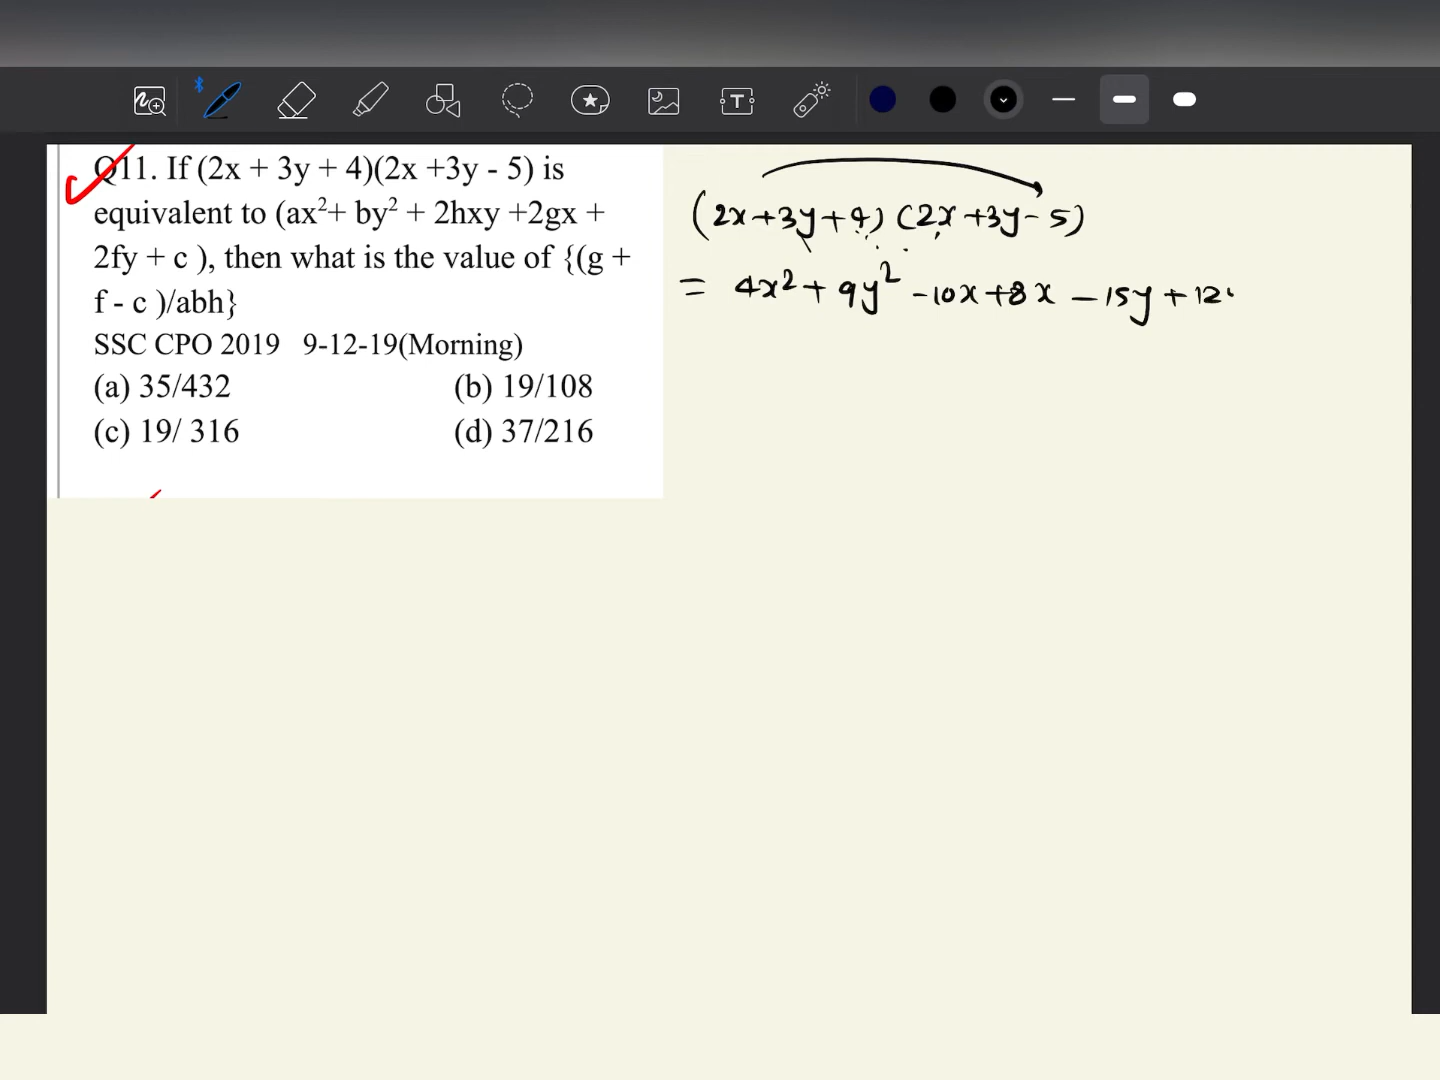 Q11. If (2x + 3y + 4)(2x +3y - 5) is
equivalent to (ax²+ by² + 2hxy +2gx +
2fy + c ), then what is the value of {(g +
f - c )/abh}
SSC CPO 2019 9-12-19(Morning)
(a) 35/432 (b) 19/108
(c) 19/ 316 (d) 37/216
(2x+3y+4) (2x+3y-5)
= 4x²+9y² -10x+8x -15y+12